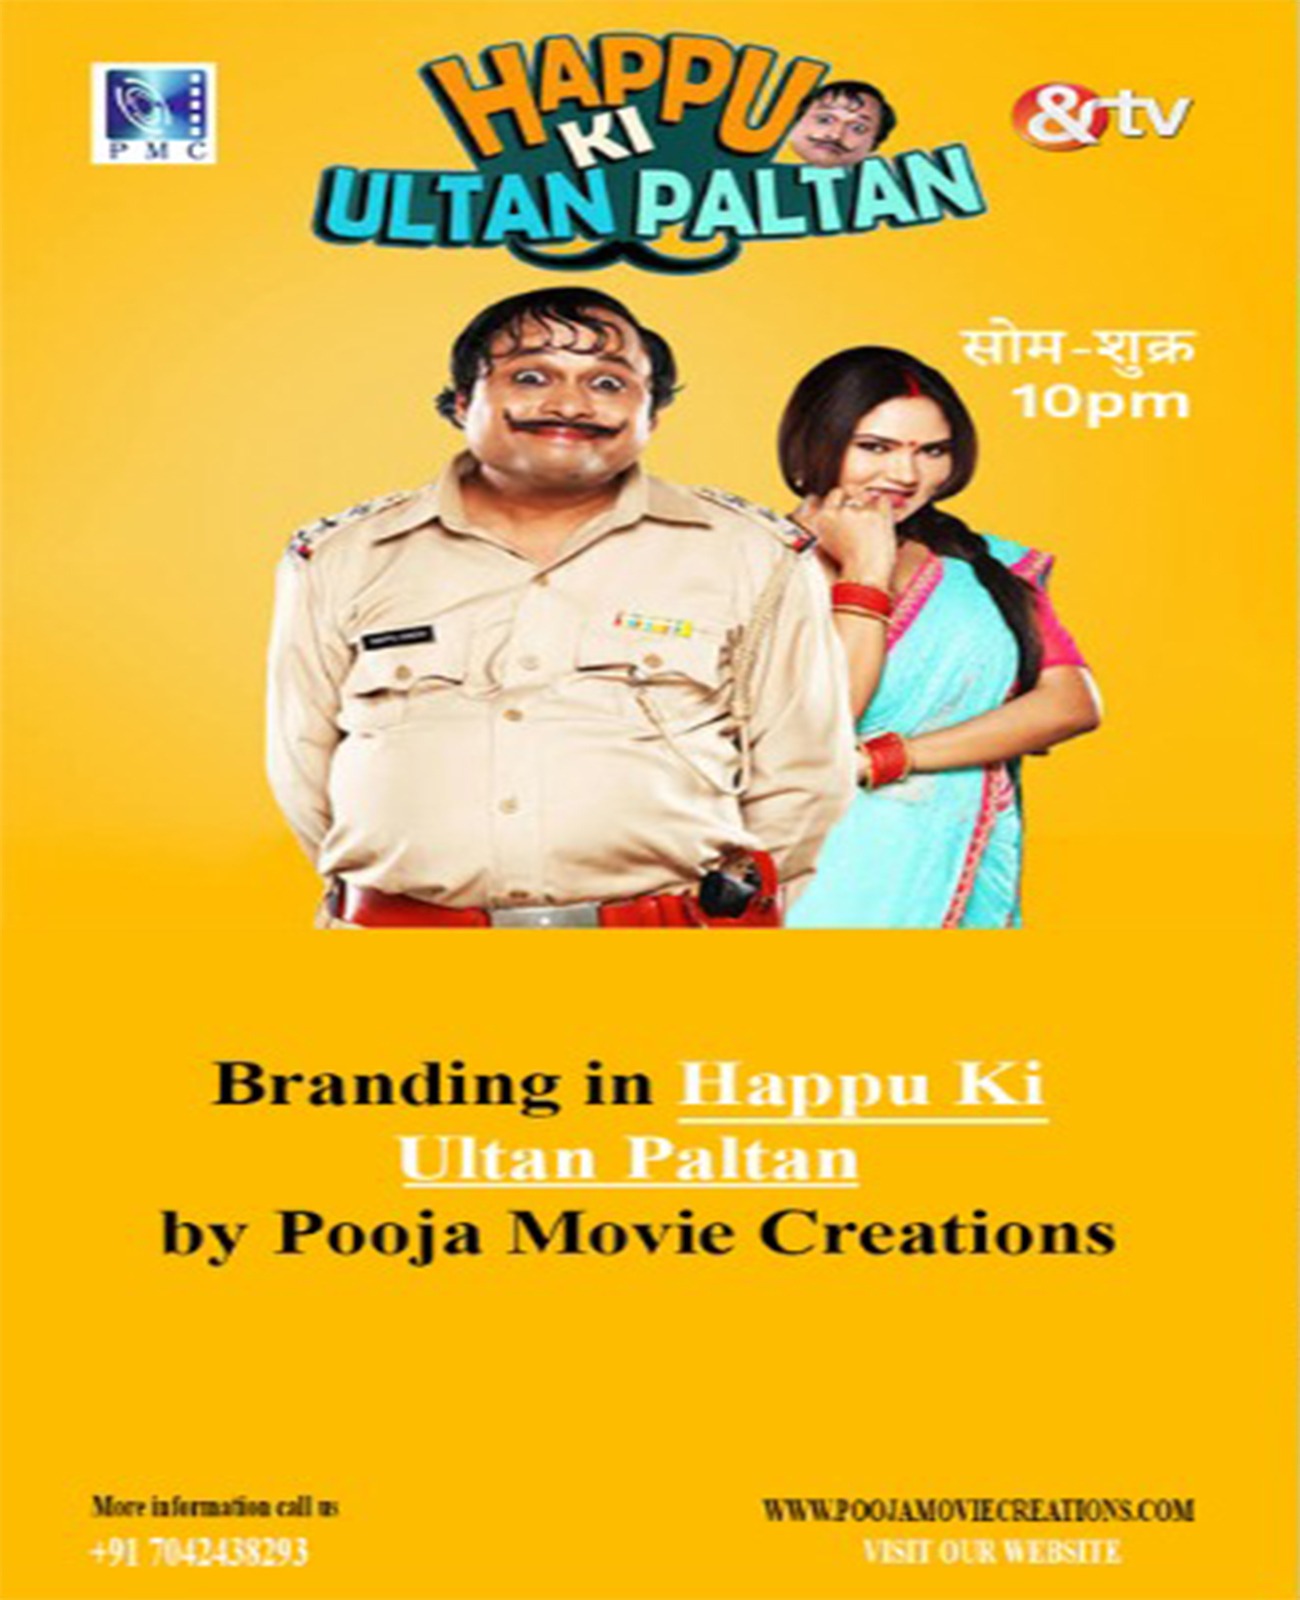 PMC
HAPPU
KI
ULTAN PALTAN
&tv
सोम-शुक्र
10pm
Branding in Happu Ki
Ultan Paltan
by Pooja Movie Creations
More information call us
+91 7042438293
WWW.POOJAMOVIECREATIONS.COM
VISIT OUR WEBSITE